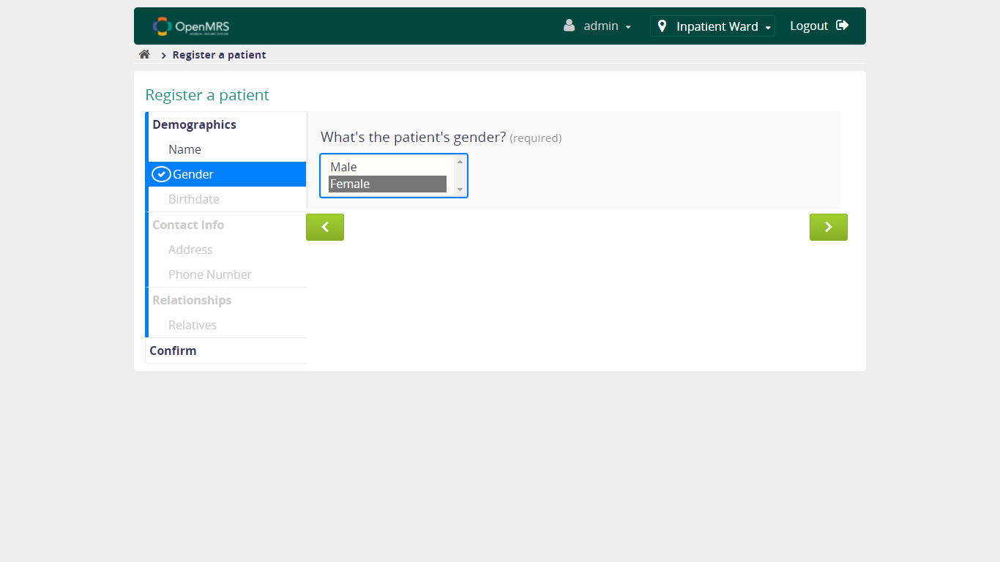 OpenMRS
admin
Inpatient Ward
Logout
Register a patient
Register a patient
Demographics
Name
Gender
Birthdate
Contact Info
Address
Phone Number
Relationships
Relatives
Confirm
What's the patient's gender? (required)
Male
Female